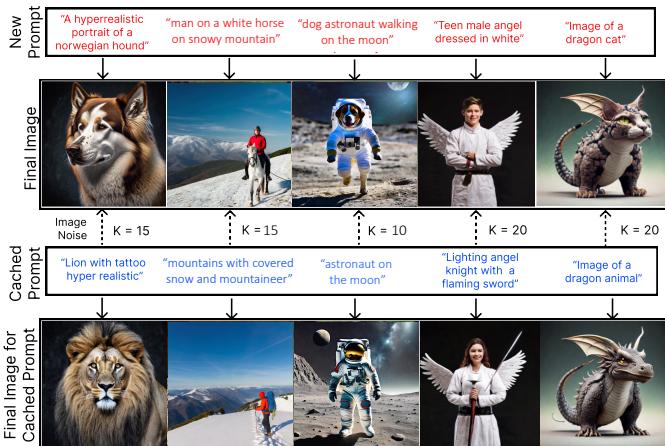 New
Prompt
"A hyperrealistic
portrait of a
norwegian hound"
"man on a white horse
on snowy mountain"
"dog astronaut walking
on the moon"
"Teen male angel
dressed in white"
"Image of a
dragon cat"
Final Image
Image
Noise
K = 15
K = 15
K = 10
K = 20
K = 20
Cached
Prompt
"Lion with tattoo
hyper realistic"
"mountains with covered
snow and mountaineer"
"astronaut on
the moon"
"Lighting angel
knight with a
flaming sword"
"Image of a
dragon animal"
Final Image for
Cached Prompt